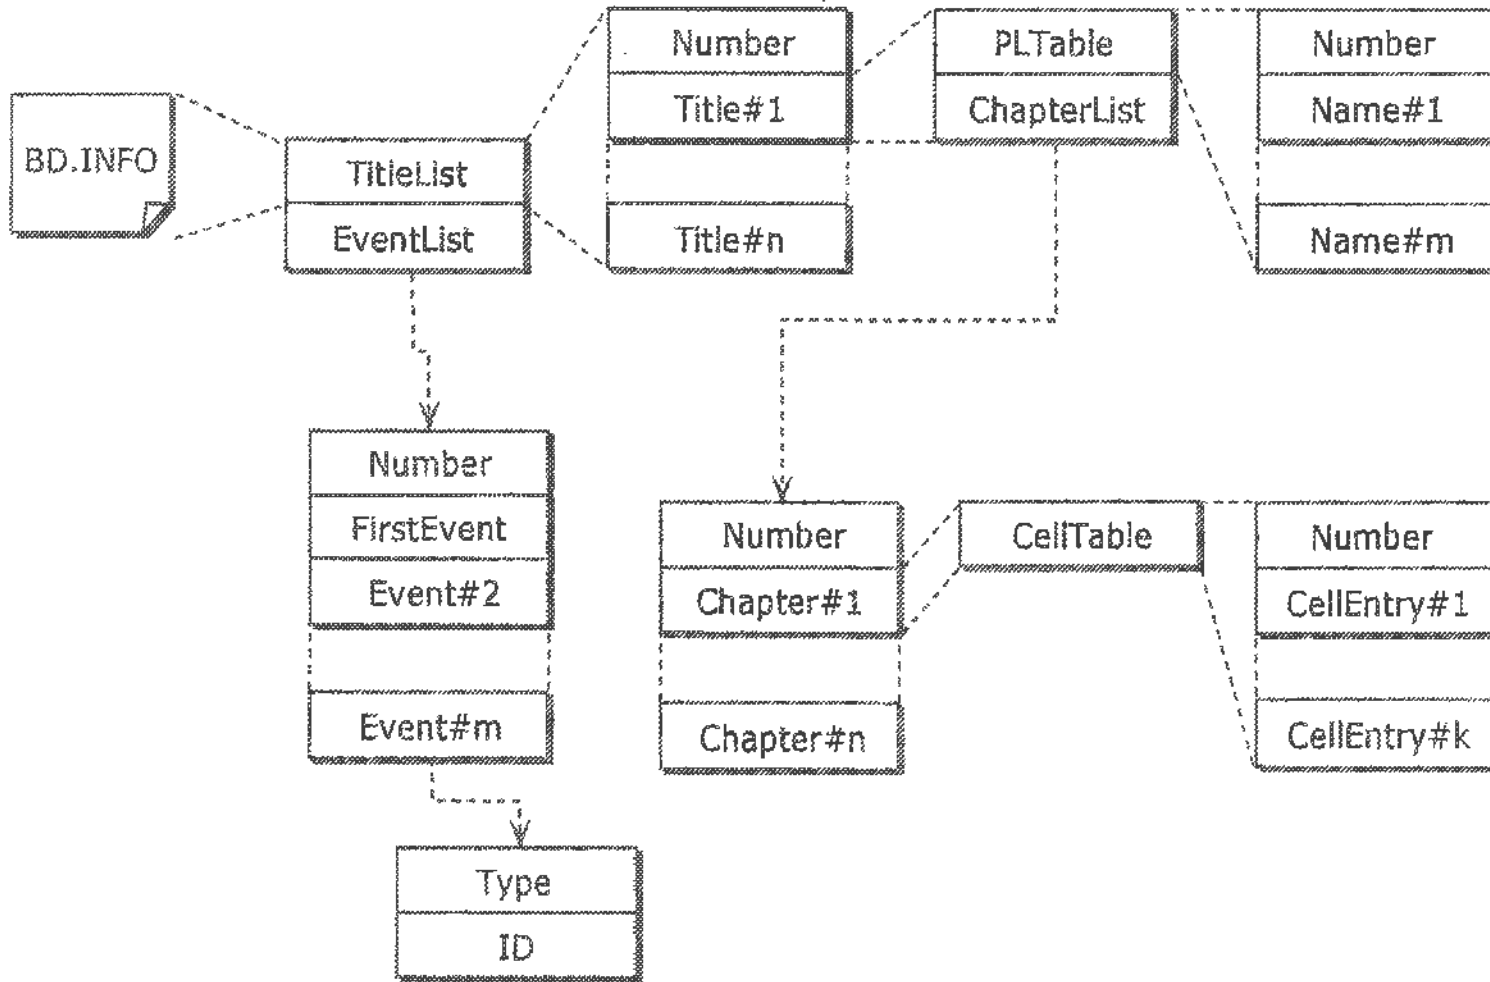 BD.INFO
TitleList
EventList
Number
Title#1
Title#n
PLTable
ChapterList
Number
Name#1
Name#m
Number
FirstEvent
Event#2
Event#m
Type
ID
Number
Chapter#1
Chapter#n
CellTable
Number
CellEntry#1
CellEntry#k